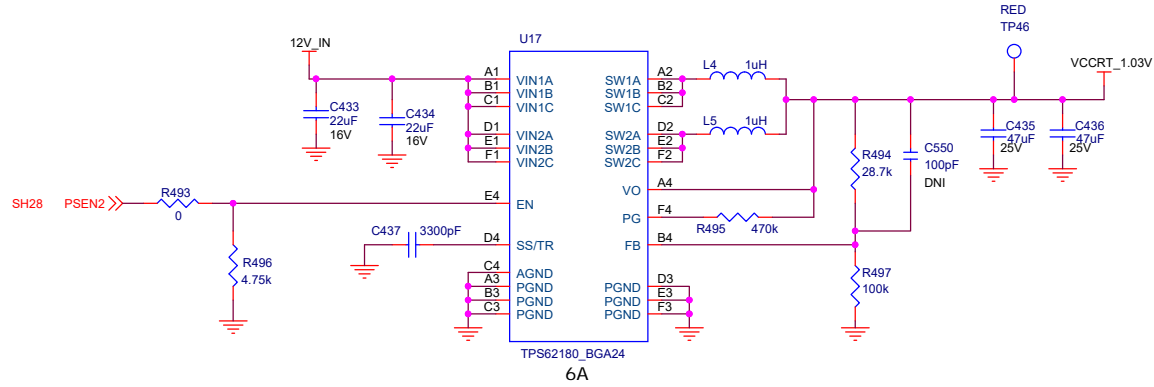 RED
TP46
12V_IN
U17
VCCRT_1.03V
A1 VIN1A SW1A A2 L4 1uH
B1 VIN1B SW1B B2
C1 VIN1C SW1C C2
C433
22uF
16V
C434
22uF
16V
D1 VIN2A SW2A D2 L5 1uH
E1 VIN2B SW2B E2
F1 VIN2C SW2C F2
C435
47uF
25V
C436
47uF
25V
R494
28.7k
C550
100pF
DNI
VO A4
SH28 PSEN2 R493
0
E4 EN
PG F4
R495 470k
C437 3300pF
D4 SS/TR FB B4
R496
4.75k
R497
100k
C4 AGND
A3 PGND PGND D3
B3 PGND PGND E3
C3 PGND PGND F3
TPS62180_BGA24
6A